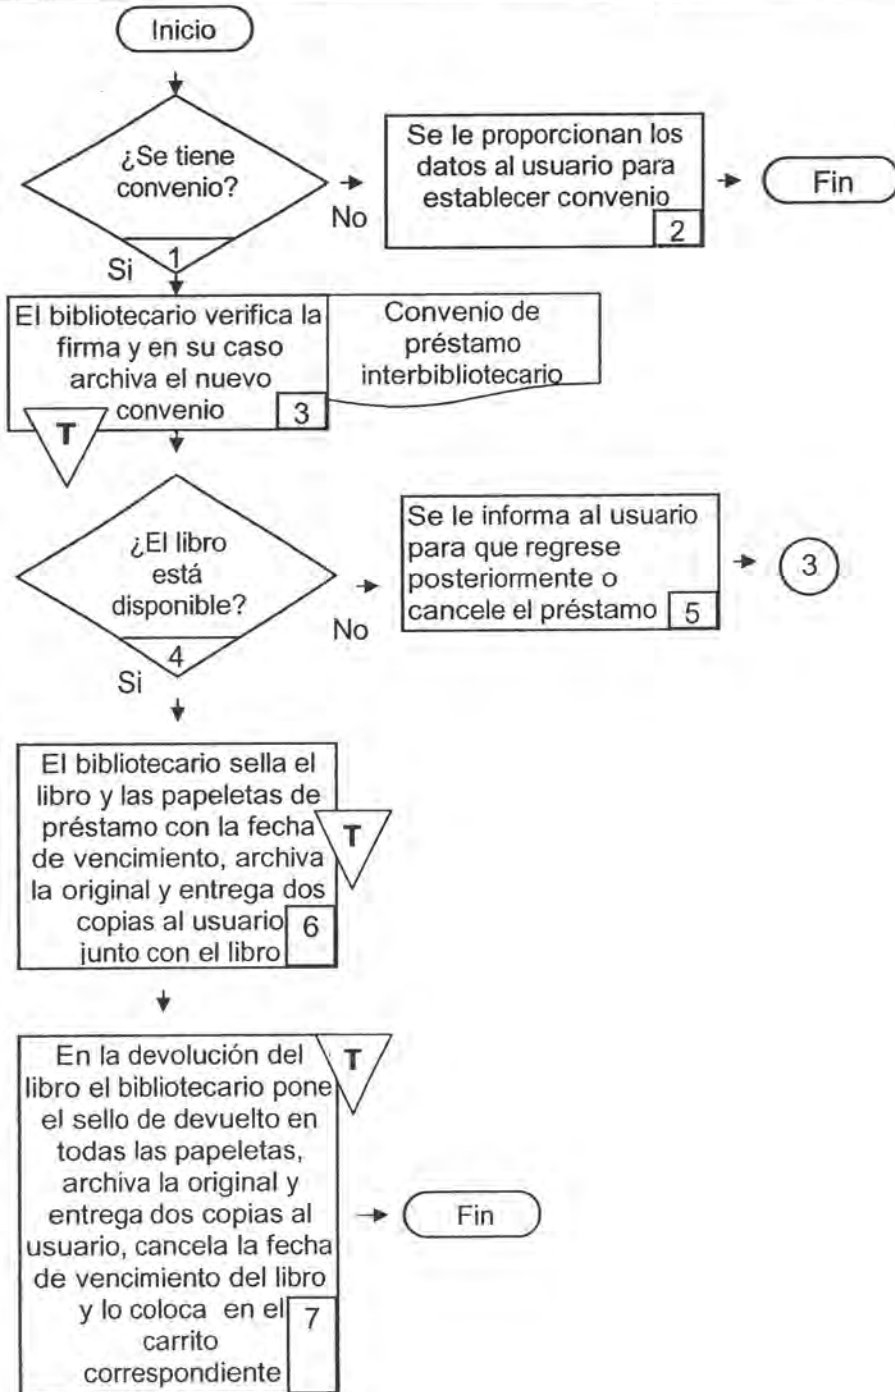 Inicio
¿Se tiene
convenio?
1
No
Si
Se le proporcionan los
datos al usuario para
establecer convenio
2
Fin
El bibliotecario verifica la
firma y en su caso
archiva el nuevo
convenio
3
T
Convenio de
préstamo
interbibliotecario
¿El libro
está
disponible?
4
No
Si
Se le informa al usuario
para que regrese
posteriormente o
cancele el préstamo
5
3
El bibliotecario sella el
libro y las papeletas de
préstamo con la fecha
de vencimiento, archiva
la original y entrega dos
copias al usuario
junto con el libro
6
T
En la devolución del
libro el bibliotecario pone
el sello de devuelto en
todas las papeletas,
archiva la original y
entrega dos copias al
usuario, cancela la fecha
de vencimiento del libro
y lo coloca en el
carrito
correspondiente
7
T
Fin